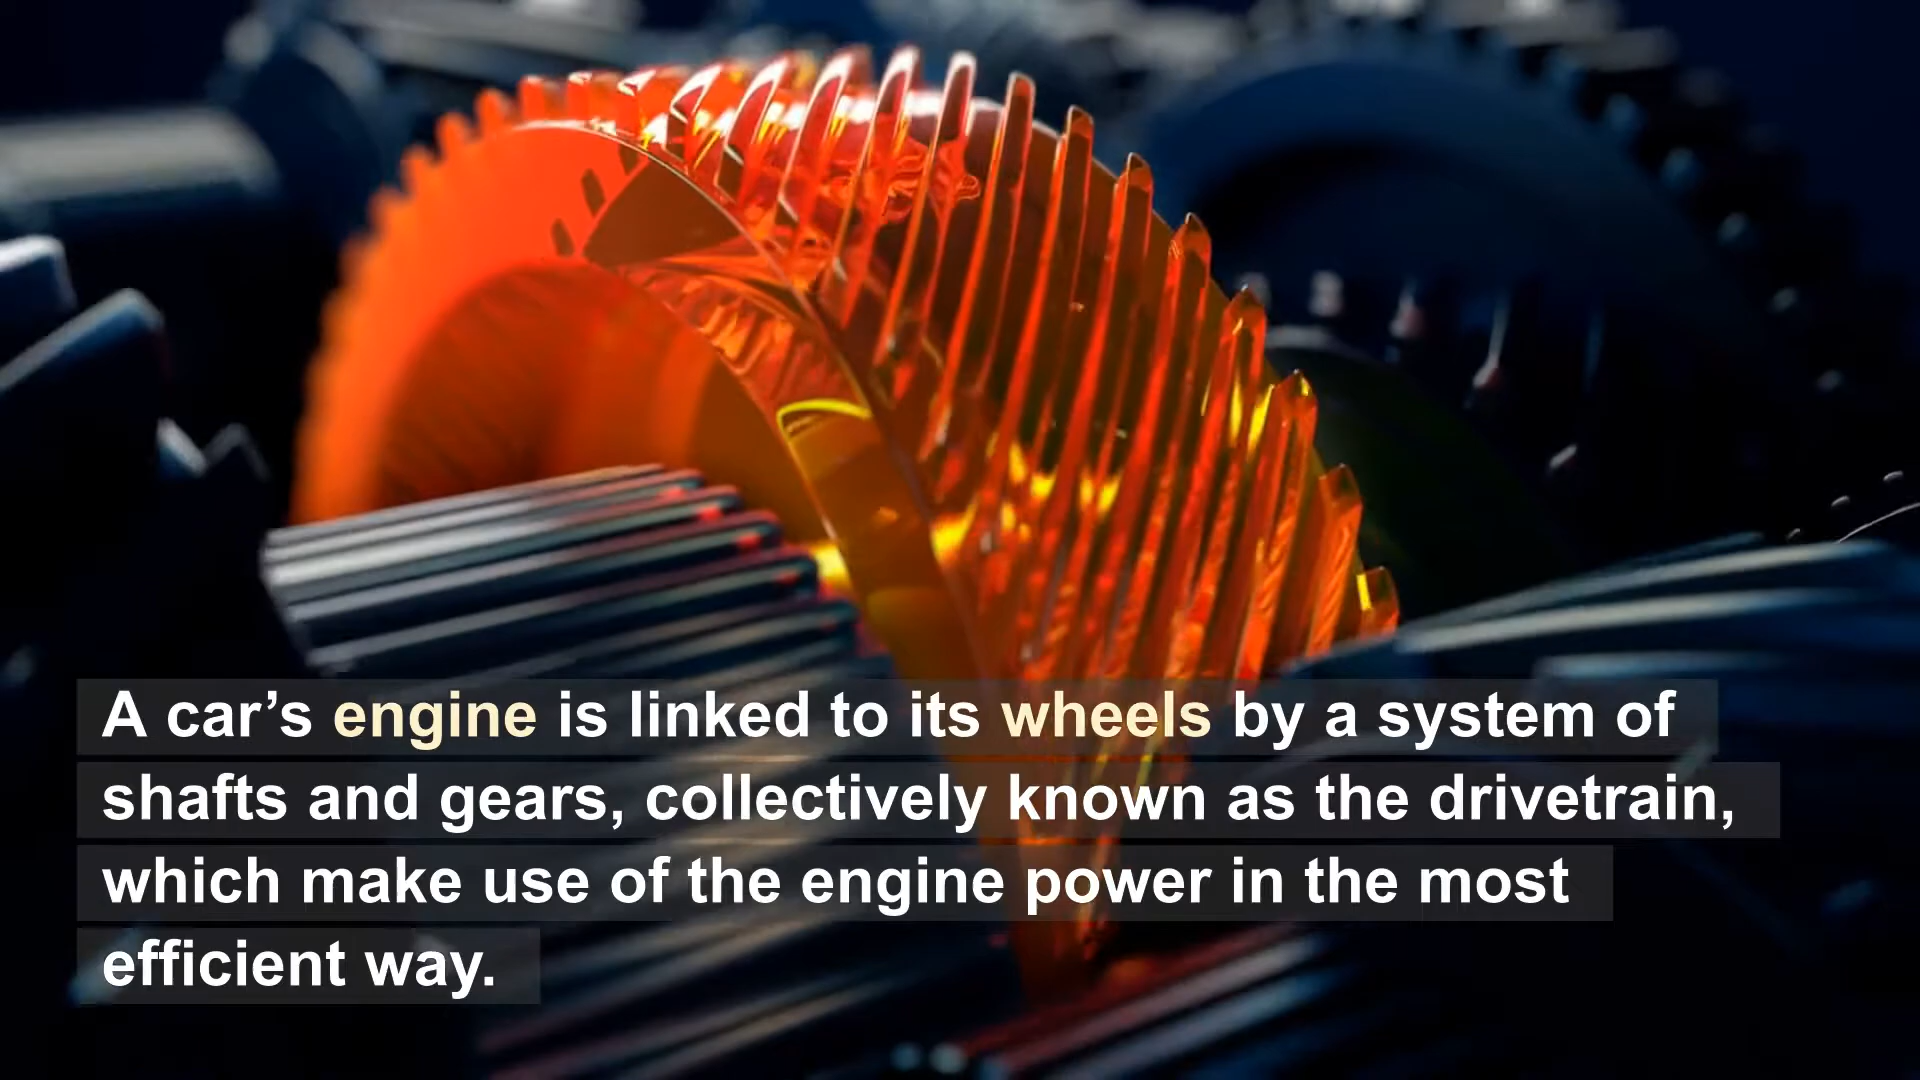 A car’s engine is linked to its wheels by a system of
shafts and gears, collectively known as the drivetrain,
which make use of the engine power in the most
efficient way.